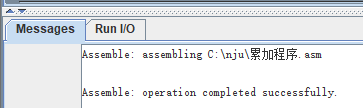 Messages Run I/O
Assemble: assembling C:\nju\累加程序.asm
Assemble: operation completed successfully.